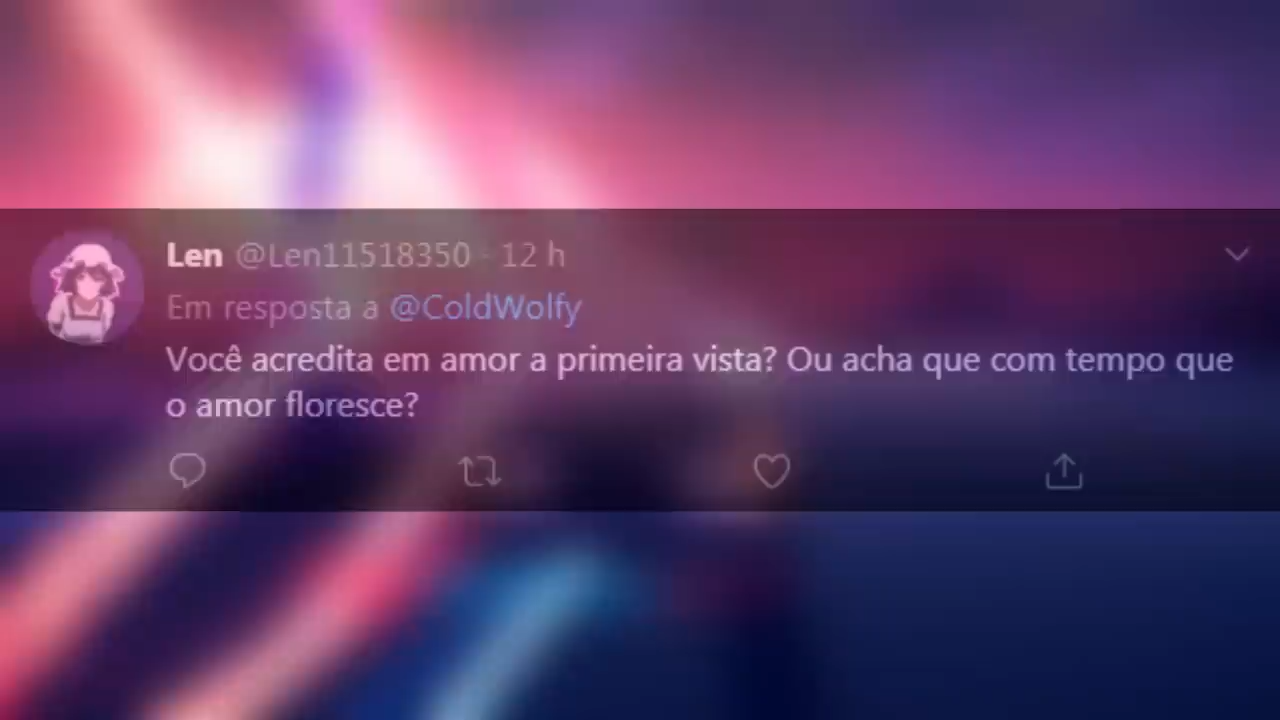 Len @Len11518350 · 12 h
Em resposta a @ColdWolfy
Você acredita em amor a primeira vista? Ou acha que com tempo que
o amor floresce?